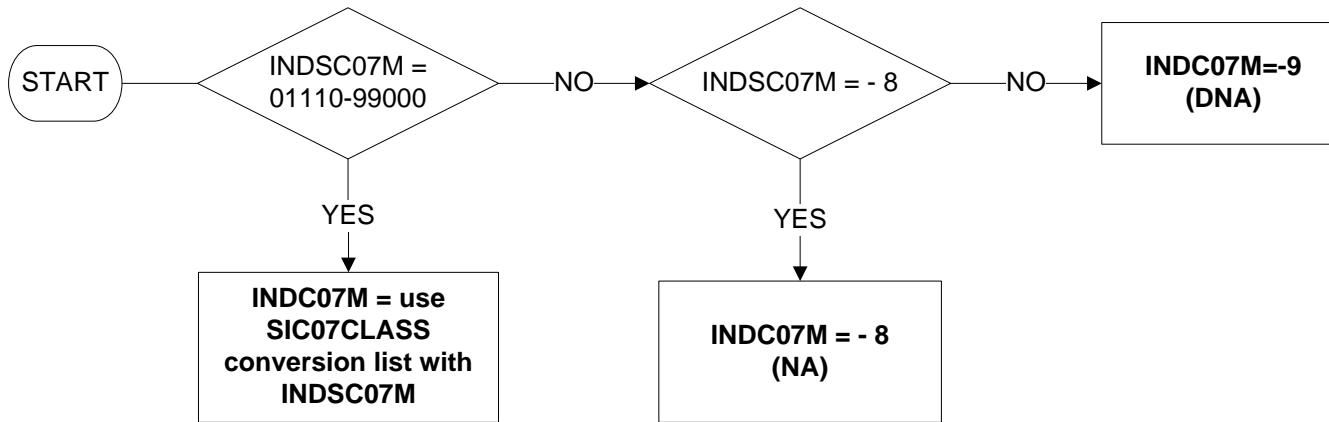 START
INDSC07M =
01110-99000
NO
INDSC07M = - 8
NO
INDC07M=-9
(DNA)
YES
INDC07M = use
SIC07CLASS
conversion list with
INDSC07M
YES
INDC07M = - 8
(NA)